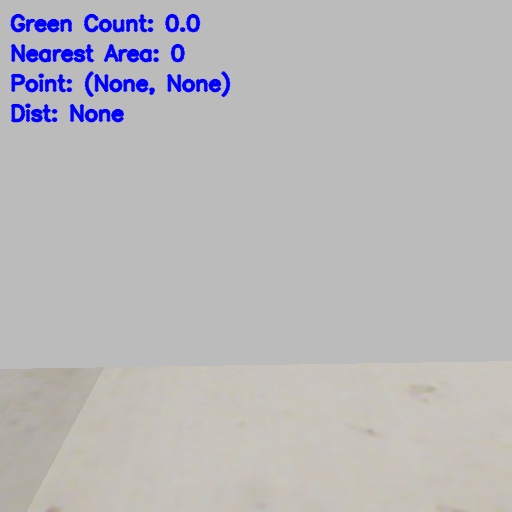 Green Count: 0.0
Nearest Area: 0
Point: (None, None)
Dist: None